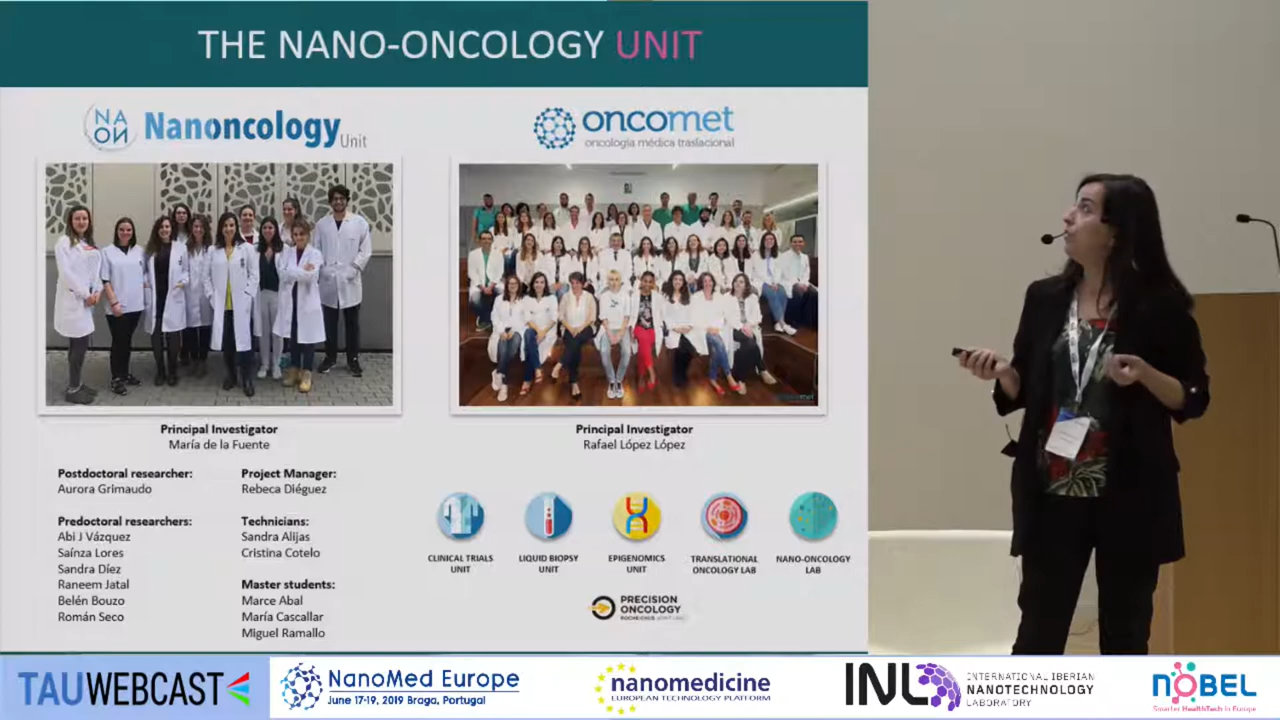 THE NANO-ONCOLOGY UNIT
NA
ON
Nanoncology Unit
oncomet
oncología médica traslacional
Principal Investigator
María de la Fuente
Principal Investigator
Rafael López López
Postdoctoral researcher:
Aurora Grimaudo
Predoctoral researchers:
Abi J Vázquez
Saínza Lores
Sandra Díez
Raneem Jatal
Belén Bouzo
Román Seco
Project Manager:
Rebeca Diéguez
Technicians:
Sandra Alijas
Cristina Cotelo
Master students:
Marce Abal
María Cascallar
Miguel Ramallo
CLINICAL TRIALS
UNIT
LIQUID BIOPSY
UNIT
EPIGENOMICS
UNIT
TRANSLATIONAL
ONCOLOGY LAB
NANO-ONCOLOGY
LAB
PRECISION
ONCOLOGY
TAUWEBCAST
NanoMed Europe
June 17-19, 2019 Braga, Portugal
nanomedicine
EUROPEAN TECHNOLOGY PLATFORM
INL
INTERNATIONAL IBERIAN
NANOTECHNOLOGY
LABORATORY
NOBEL
Smarter HealthTech in Europe